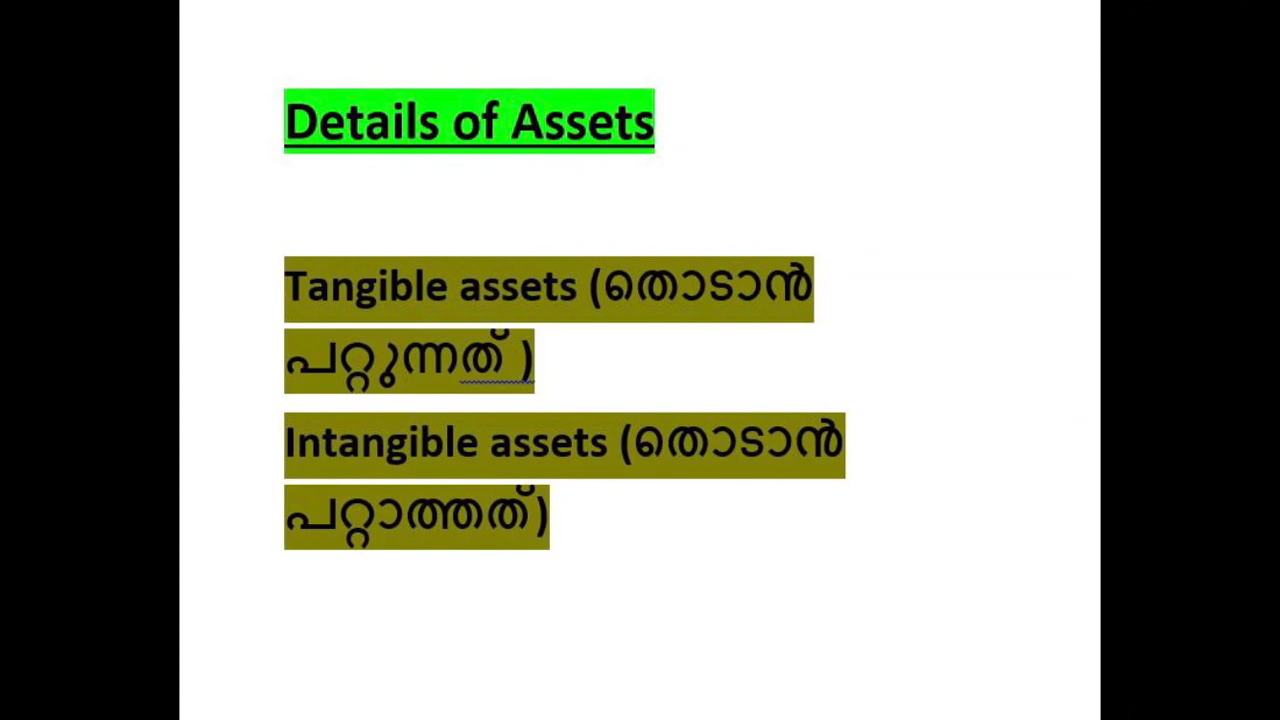 Details of Assets
Tangible assets (തൊടാൻ
പറ്റുന്നത് )
Intangible assets (തൊടാൻ
പറ്റാത്തത്)